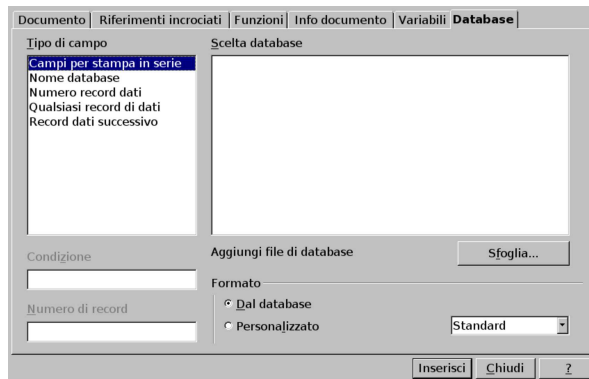 Documento Riferimenti incrociati Funzioni Info documento Variabili Database
Tipo di campo
Campi per stampa in serie
Nome database
Numero record dati
Qualsiasi record di dati
Record dati successivo
Scelta database
Condizione
Numero di record
Aggiungi file di database Sfoglia...
Formato
Dal database
Personalizzato Standard
Inserisci Chiudi ?